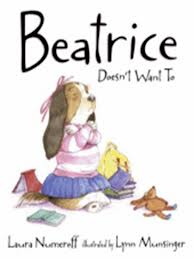 Beatrice
Doesn't Want To
Laura Numeroff illustrated by Lynn Munsinger